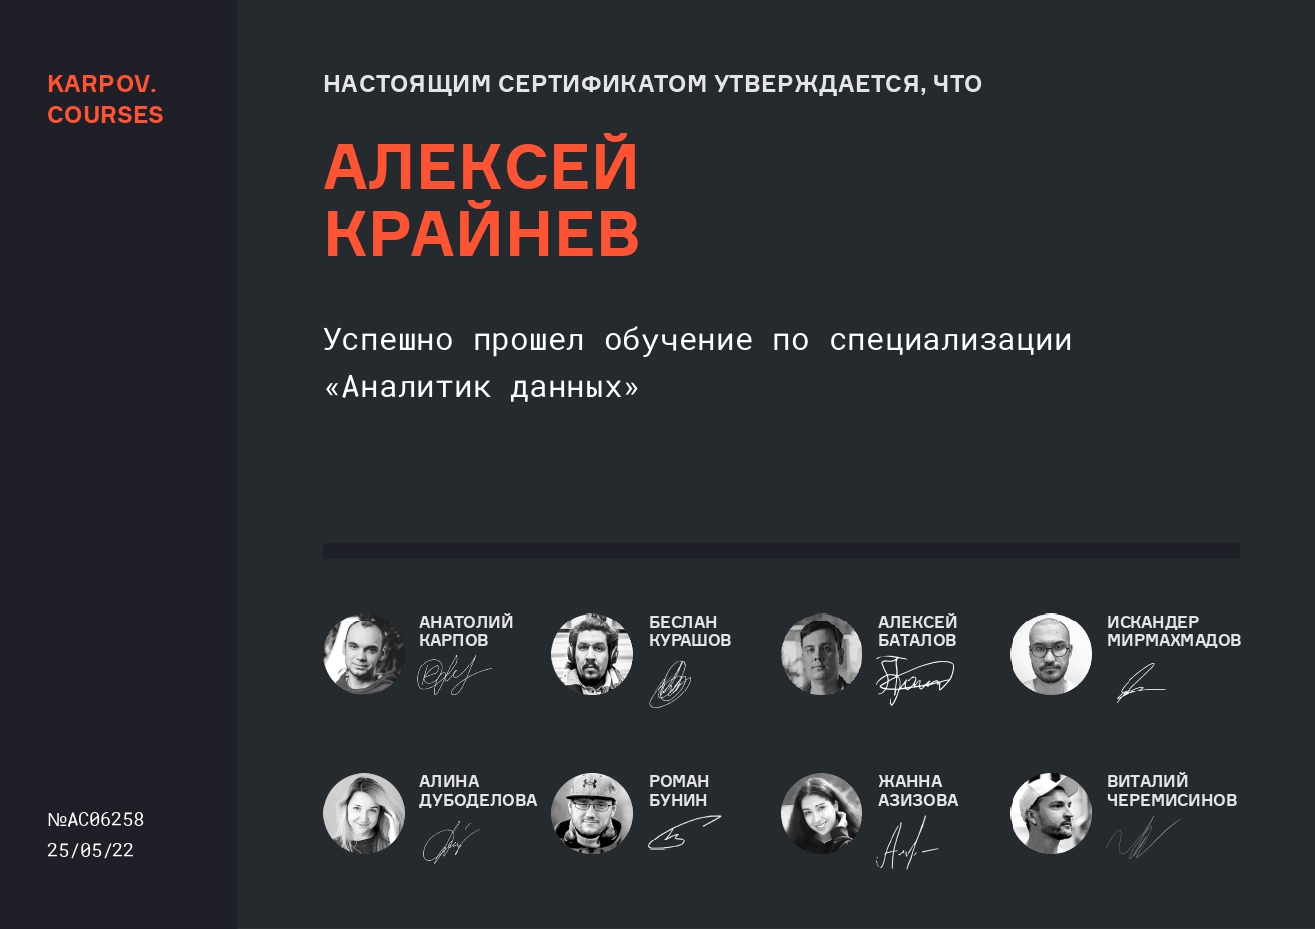 KARPOV.
COURSES
НАСТОЯЩИМ СЕРТИФИКАТОМ УТВЕРЖДАЕТСЯ, ЧТО
АЛЕКСЕЙ
КРАЙНЕВ
Успешно прошел обучение по специализации
«Аналитик данных»
АНАТОЛИЙ
КАРПОВ
БЕСЛАН
КУРАШОВ
АЛЕКСЕЙ
БАТАЛОВ
ИСКАНДЕР
МИРМАХМАДОВ
АЛИНА
ДУБОДЕЛОВА
РОМАН
БУНИН
ЖАННА
АЗИЗОВА
ВИТАЛИЙ
ЧЕРЕМИСИНОВ
№AC06258
25/05/22